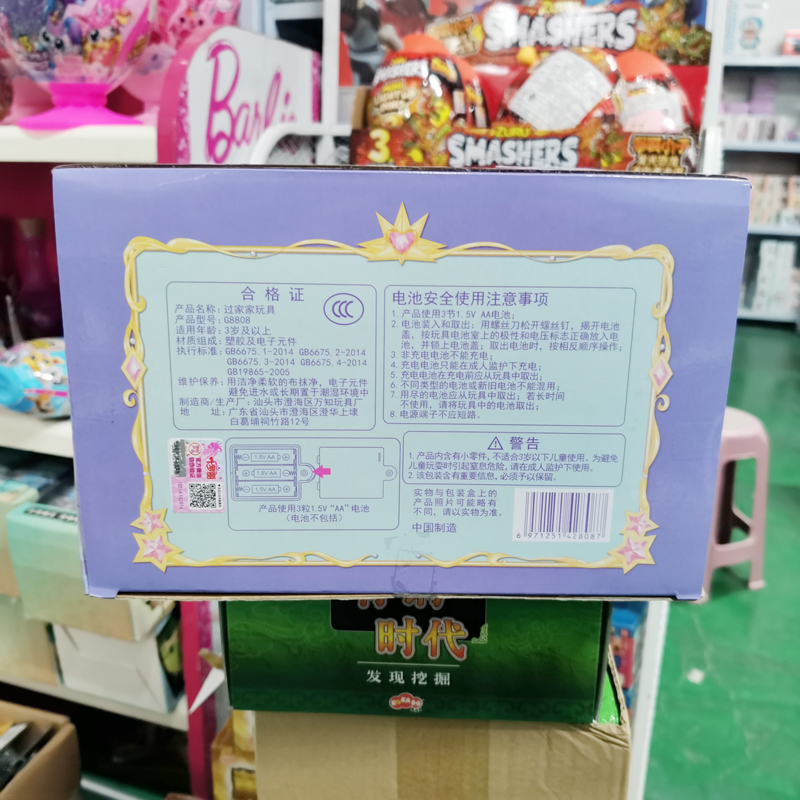 Barbie
SMASHERS
ZURU
SMASHERS
3
合格证
产品名称：过家家玩具
产品型号：G8808
适用年龄：3岁及以上
材质组成：塑胶及电子元件
执行标准：GB6675.1-2014 GB6675.2-2014
GB6675.3-2014 GB6675.4-2014
GB19865-2005
维护保养：用洁净柔软的布抹净，电子元件
避免进水或长期置于潮湿环境中
制造商／生产厂：汕头市澄海区万知玩具厂
地 址：广东省汕头市澄海区澄华上埭
白葛埔祠竹路12号
电池安全使用注意事项
1. 产品使用3节1.5V AA电池；
2. 电池装入和取出：用螺丝刀松开螺丝钉，揭开电池
盖，按玩具电池室上的极性和电压标志正确放入电
池，并锁上电池盖；取出电池时，按相反顺序操作；
3. 非充电电池不能充电；
4. 充电电池只能在成人监护下充电；
5. 充电电池在充电前应从玩具中取出；
6. 不同类型的电池或新旧电池不能混用；
7. 用尽的电池应从玩具中取出；若长时间
不使用，请将玩具中的电池取出；
8. 电源端子不应短路。
1.5V AA
1.5V AA
1.5V AA
产品使用3粒1.5V“AA”电池
（电池不包括）
警告
1. 产品内含有小零件，不适合3岁以下儿童使用。为避免
儿童玩耍时引起窒息危险，请在成人监护下使用。
2. 该包装含有重要信息，必须予以保留。
实物与包装盒上的
产品照片可能略有
不同，请以实物为准。
中国制造
6971251428087
时代
发现挖掘